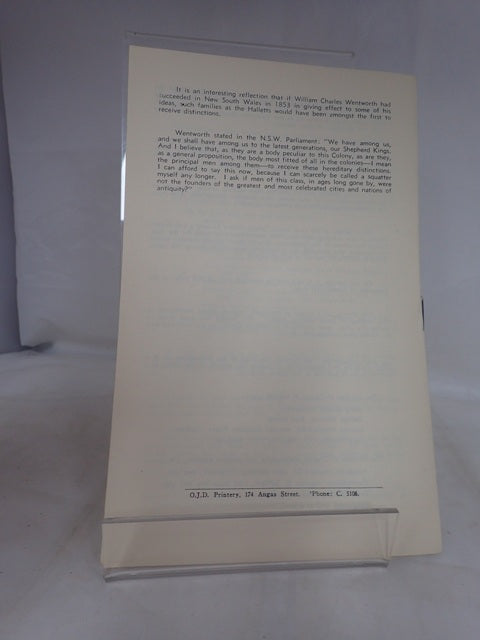 It is an interesting reflection that if William Charles Wentworth had
succeeded in New South Wales in 1853 in giving effect to some of his
ideas, such families as the Halletts would have been amongst the first to
receive distinctions.
Wentworth stated in the N.S.W. Parliament: "We have among us,
and we shall have among us to the latest generations, our Shepherd Kings.
And I believe that, as they are a body peculiar to this Colony, as are they,
as a general proposition, the body most fitted of all in the colonies—I mean
the principal men among them—to receive these hereditary distinctions.
I can afford to say this now, because I can scarcely be called a squatter
myself any longer. I ask if men of this class, in ages long gone by, were
not the founders of the greatest and most celebrated cities and nations of
antiquity?"
O.J.D. Printery, 174 Angas Street. 'Phone: C. 5106.